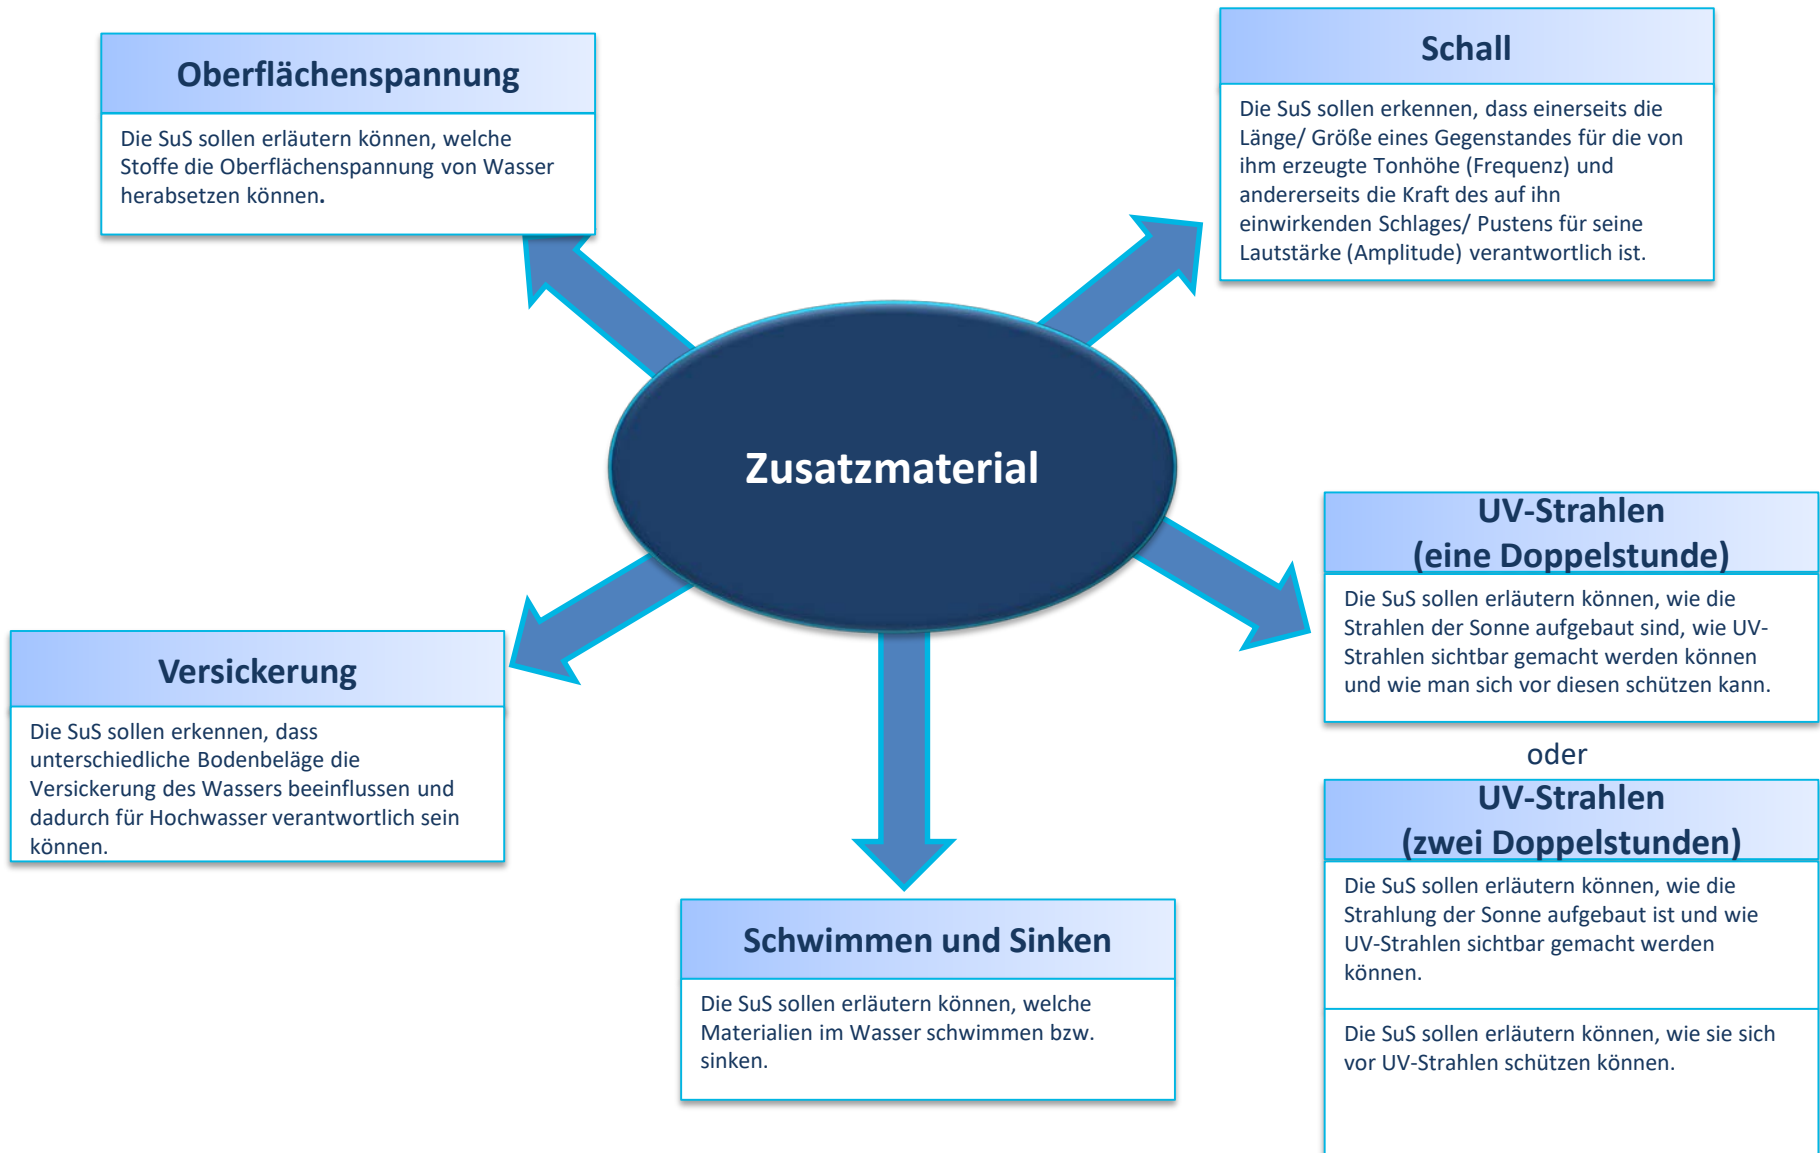 Oberflächenspannung
Die SuS sollen erläutern können, welche
Stoffe die Oberflächenspannung von Wasser
herabsetzen können.
Schall
Die SuS sollen erkennen, dass einerseits die
Länge/ Größe eines Gegenstandes für die von
ihm erzeugte Tonhöhe (Frequenz) und
andererseits die Kraft des auf ihn
einwirkenden Schlages/ Pustens für seine
Lautstärke (Amplitude) verantwortlich ist.
Zusatzmaterial
UV-Strahlen
(eine Doppelstunde)
Die SuS sollen erläutern können, wie die
Strahlen der Sonne aufgebaut sind, wie UV-
Strahlen sichtbar gemacht werden können
und wie man sich vor diesen schützen kann.
oder
UV-Strahlen
(zwei Doppelstunden)
Die SuS sollen erläutern können, wie die
Strahlung der Sonne aufgebaut ist und wie
UV-Strahlen sichtbar gemacht werden
können.
Die SuS sollen erläutern können, wie sie sich
vor UV-Strahlen schützen können.
Versickerung
Die SuS sollen erkennen, dass
unterschiedliche Bodenbeläge die
Versickerung des Wassers beeinflussen und
dadurch für Hochwasser verantwortlich sein
können.
Schwimmen und Sinken
Die SuS sollen erläutern können, welche
Materialien im Wasser schwimmen bzw.
sinken.